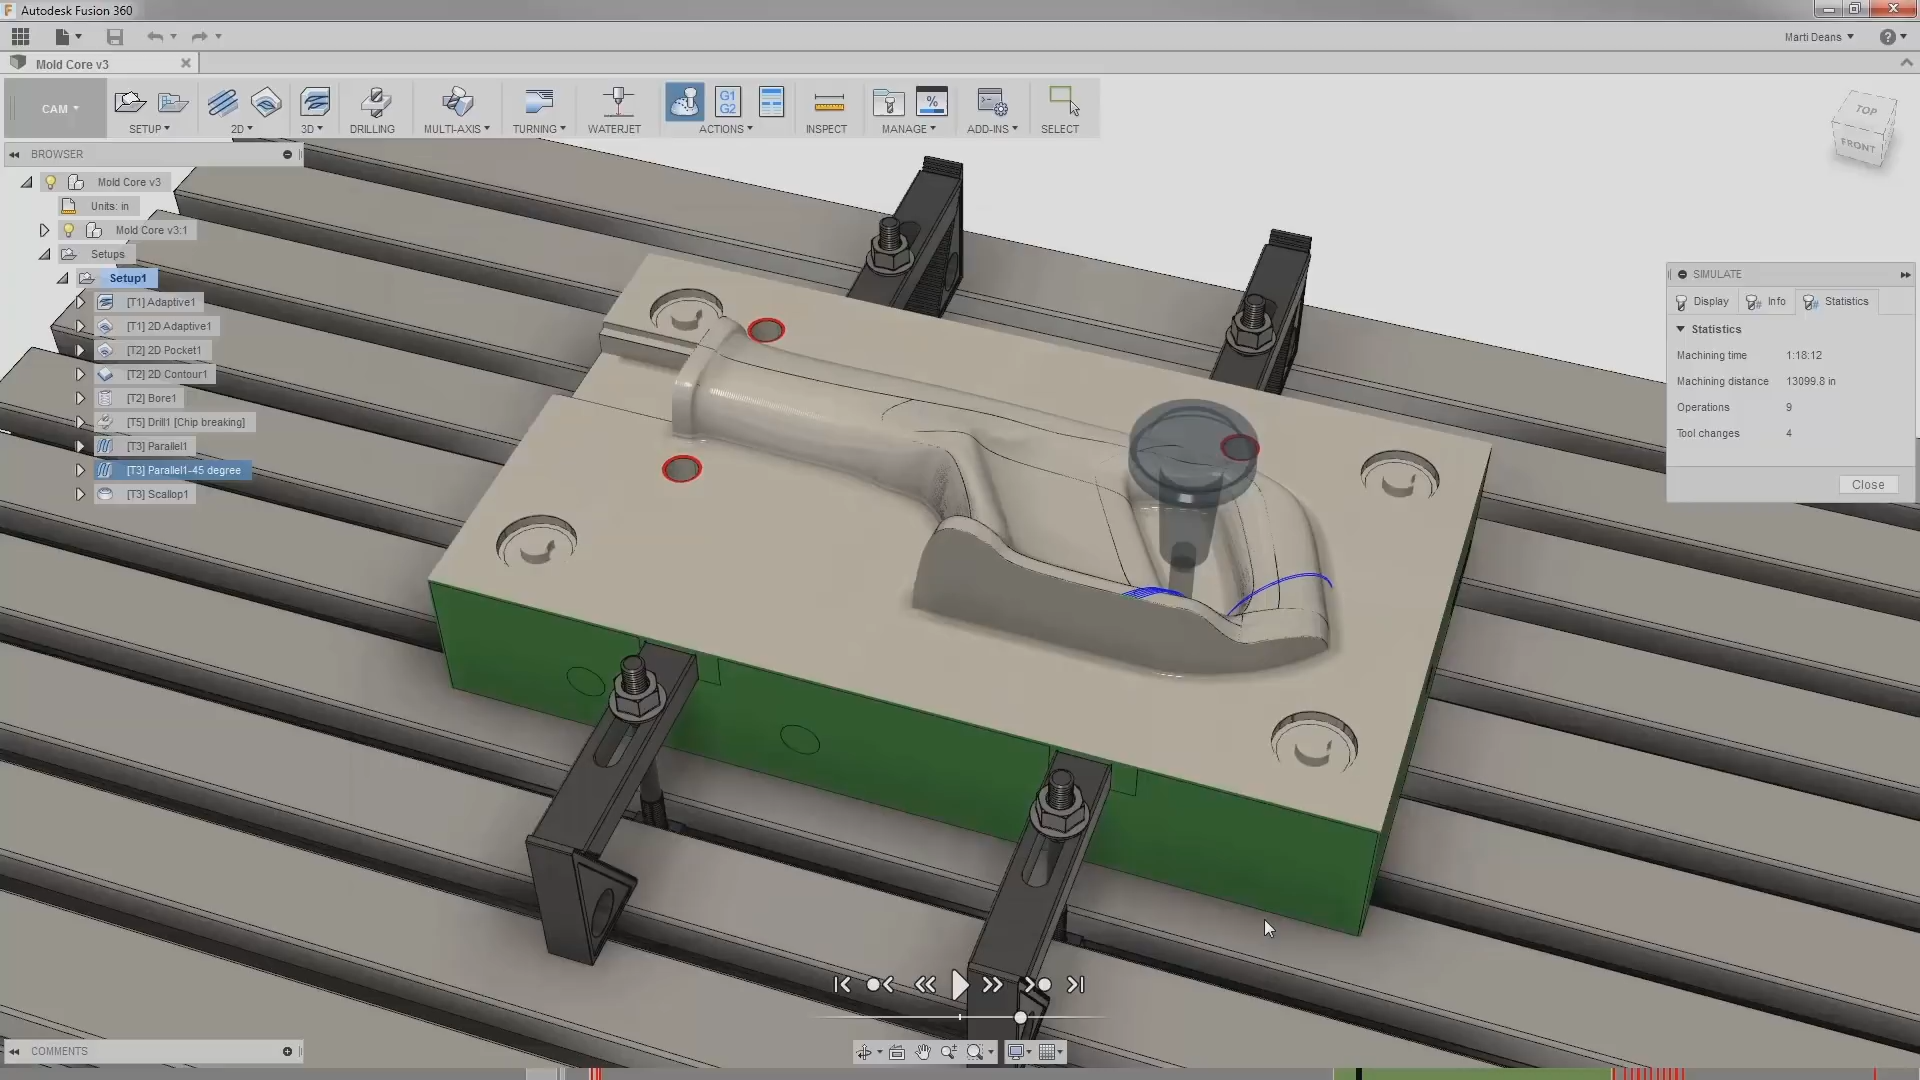 Autodesk Fusion 360
Marti Deans
Mold Core v3
CAM
SETUP
2D
3D
DRILLING
MULTI-AXIS
TURNING
WATERJET
G1
G2
ACTIONS
INSPECT
%
MANAGE
ADD-INS
SELECT
TOP
FRONT
BROWSER
Mold Core v3
Units: in
Mold Core v3:1
Setups
Setup1
[T1] Adaptive1
[T1] 2D Adaptive1
[T2] 2D Pocket1
[T2] 2D Contour1
[T2] Bore1
[T5] Drill1 [Chip breaking]
[T3] Parallel1
[T3] Parallel1-45 degree
[T3] Scallop1
SIMULATE
Display
Info
Statistics
Statistics
Machining time 1:18:12
Machining distance 13099.8 in
Operations 9
Tool changes 4
Close
COMMENTS